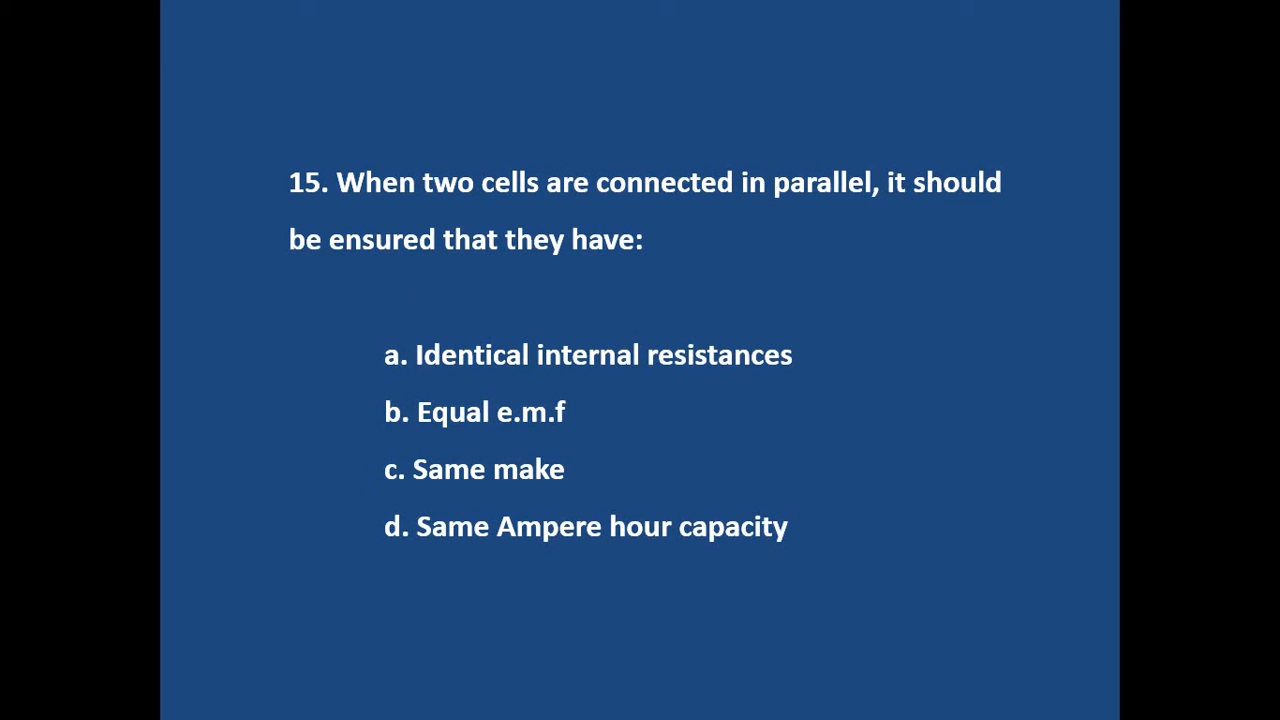 15. When two cells are connected in parallel, it should
be ensured that they have:
a. Identical internal resistances
b. Equal e.m.f
c. Same make
d. Same Ampere hour capacity